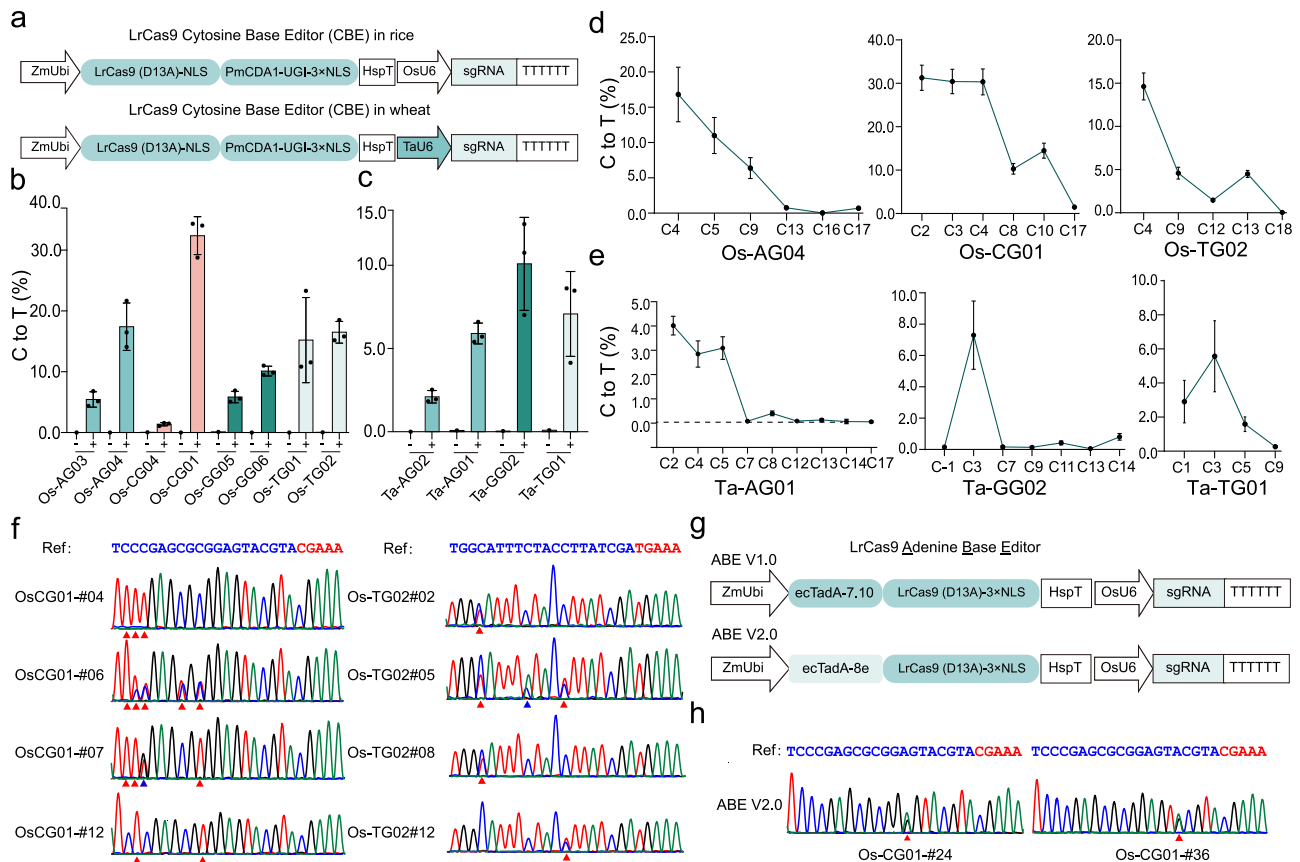 a
LrCas9 Cytosine Base Editor (CBE) in rice
ZmUbi LrCas9 (D13A)-NLS PmCDA1-UGI-3×NLS HspT OsU6 sgRNA TTTTTT
LrCas9 Cytosine Base Editor (CBE) in wheat
ZmUbi LrCas9 (D13A)-NLS PmCDA1-UGI-3×NLS HspT TaU6 sgRNA TTTTTT
b
C to T (%)
40.0
30.0
20.0
10.0
0.0
- + - + - + - + - + - + - + - +
Os-AG03 Os-AG04 Os-CG04 Os-CG01 Os-GG05 Os-GG06 Os-TG01 Os-TG02
c
15.0
10.0
5.0
0.0
- + - + - + - +
Ta-AG02 Ta-AG01 Ta-GG02 Ta-TG01
d
C to T (%)
25.0
20.0
15.0
10.0
5.0
0.0
C4 C5 C9 C13 C16 C17
Os-AG04
40.0
30.0
20.0
10.0
0.0
C2 C3 C4 C8 C10 C17
Os-CG01
20.0
15.0
10.0
5.0
0.0
C4 C9 C12 C13 C18
Os-TG02
e
C to T (%)
5.0
4.0
3.0
2.0
1.0
0.0
C2 C4 C5 C7 C8 C12 C13 C14 C17
Ta-AG01
10.0
8.0
6.0
4.0
2.0
0.0
C-1 C3 C7 C9 C11 C13 C14
Ta-GG02
10.0
8.0
6.0
4.0
2.0
0.0
C1 C3 C5 C9
Ta-TG01
f
Ref: TCCCGAGCGCGGAGTACGTACGAAA
OsCG01-#04
OsCG01-#06
OsCG01-#07
OsCG01-#12
TGGCATTTCTACCTTATCGATGAAA
Os-TG02#02
Os-TG02#05
Os-TG02#08
Os-TG02#12
g
LrCas9 Adenine Base Editor
ABE V1.0
ZmUbi ecTadA-7.10 LrCas9 (D13A)-3×NLS HspT OsU6 sgRNA TTTTTT
ABE V2.0
ZmUbi ecTadA-8e LrCas9 (D13A)-3×NLS HspT OsU6 sgRNA TTTTTT
h
Ref: TCCCGAGCGCGGAGTACGTACGAAA TCCCGAGCGCGGAGTACGTACGAAA
ABE V2.0
Os-CG01-#24 Os-CG01-#36